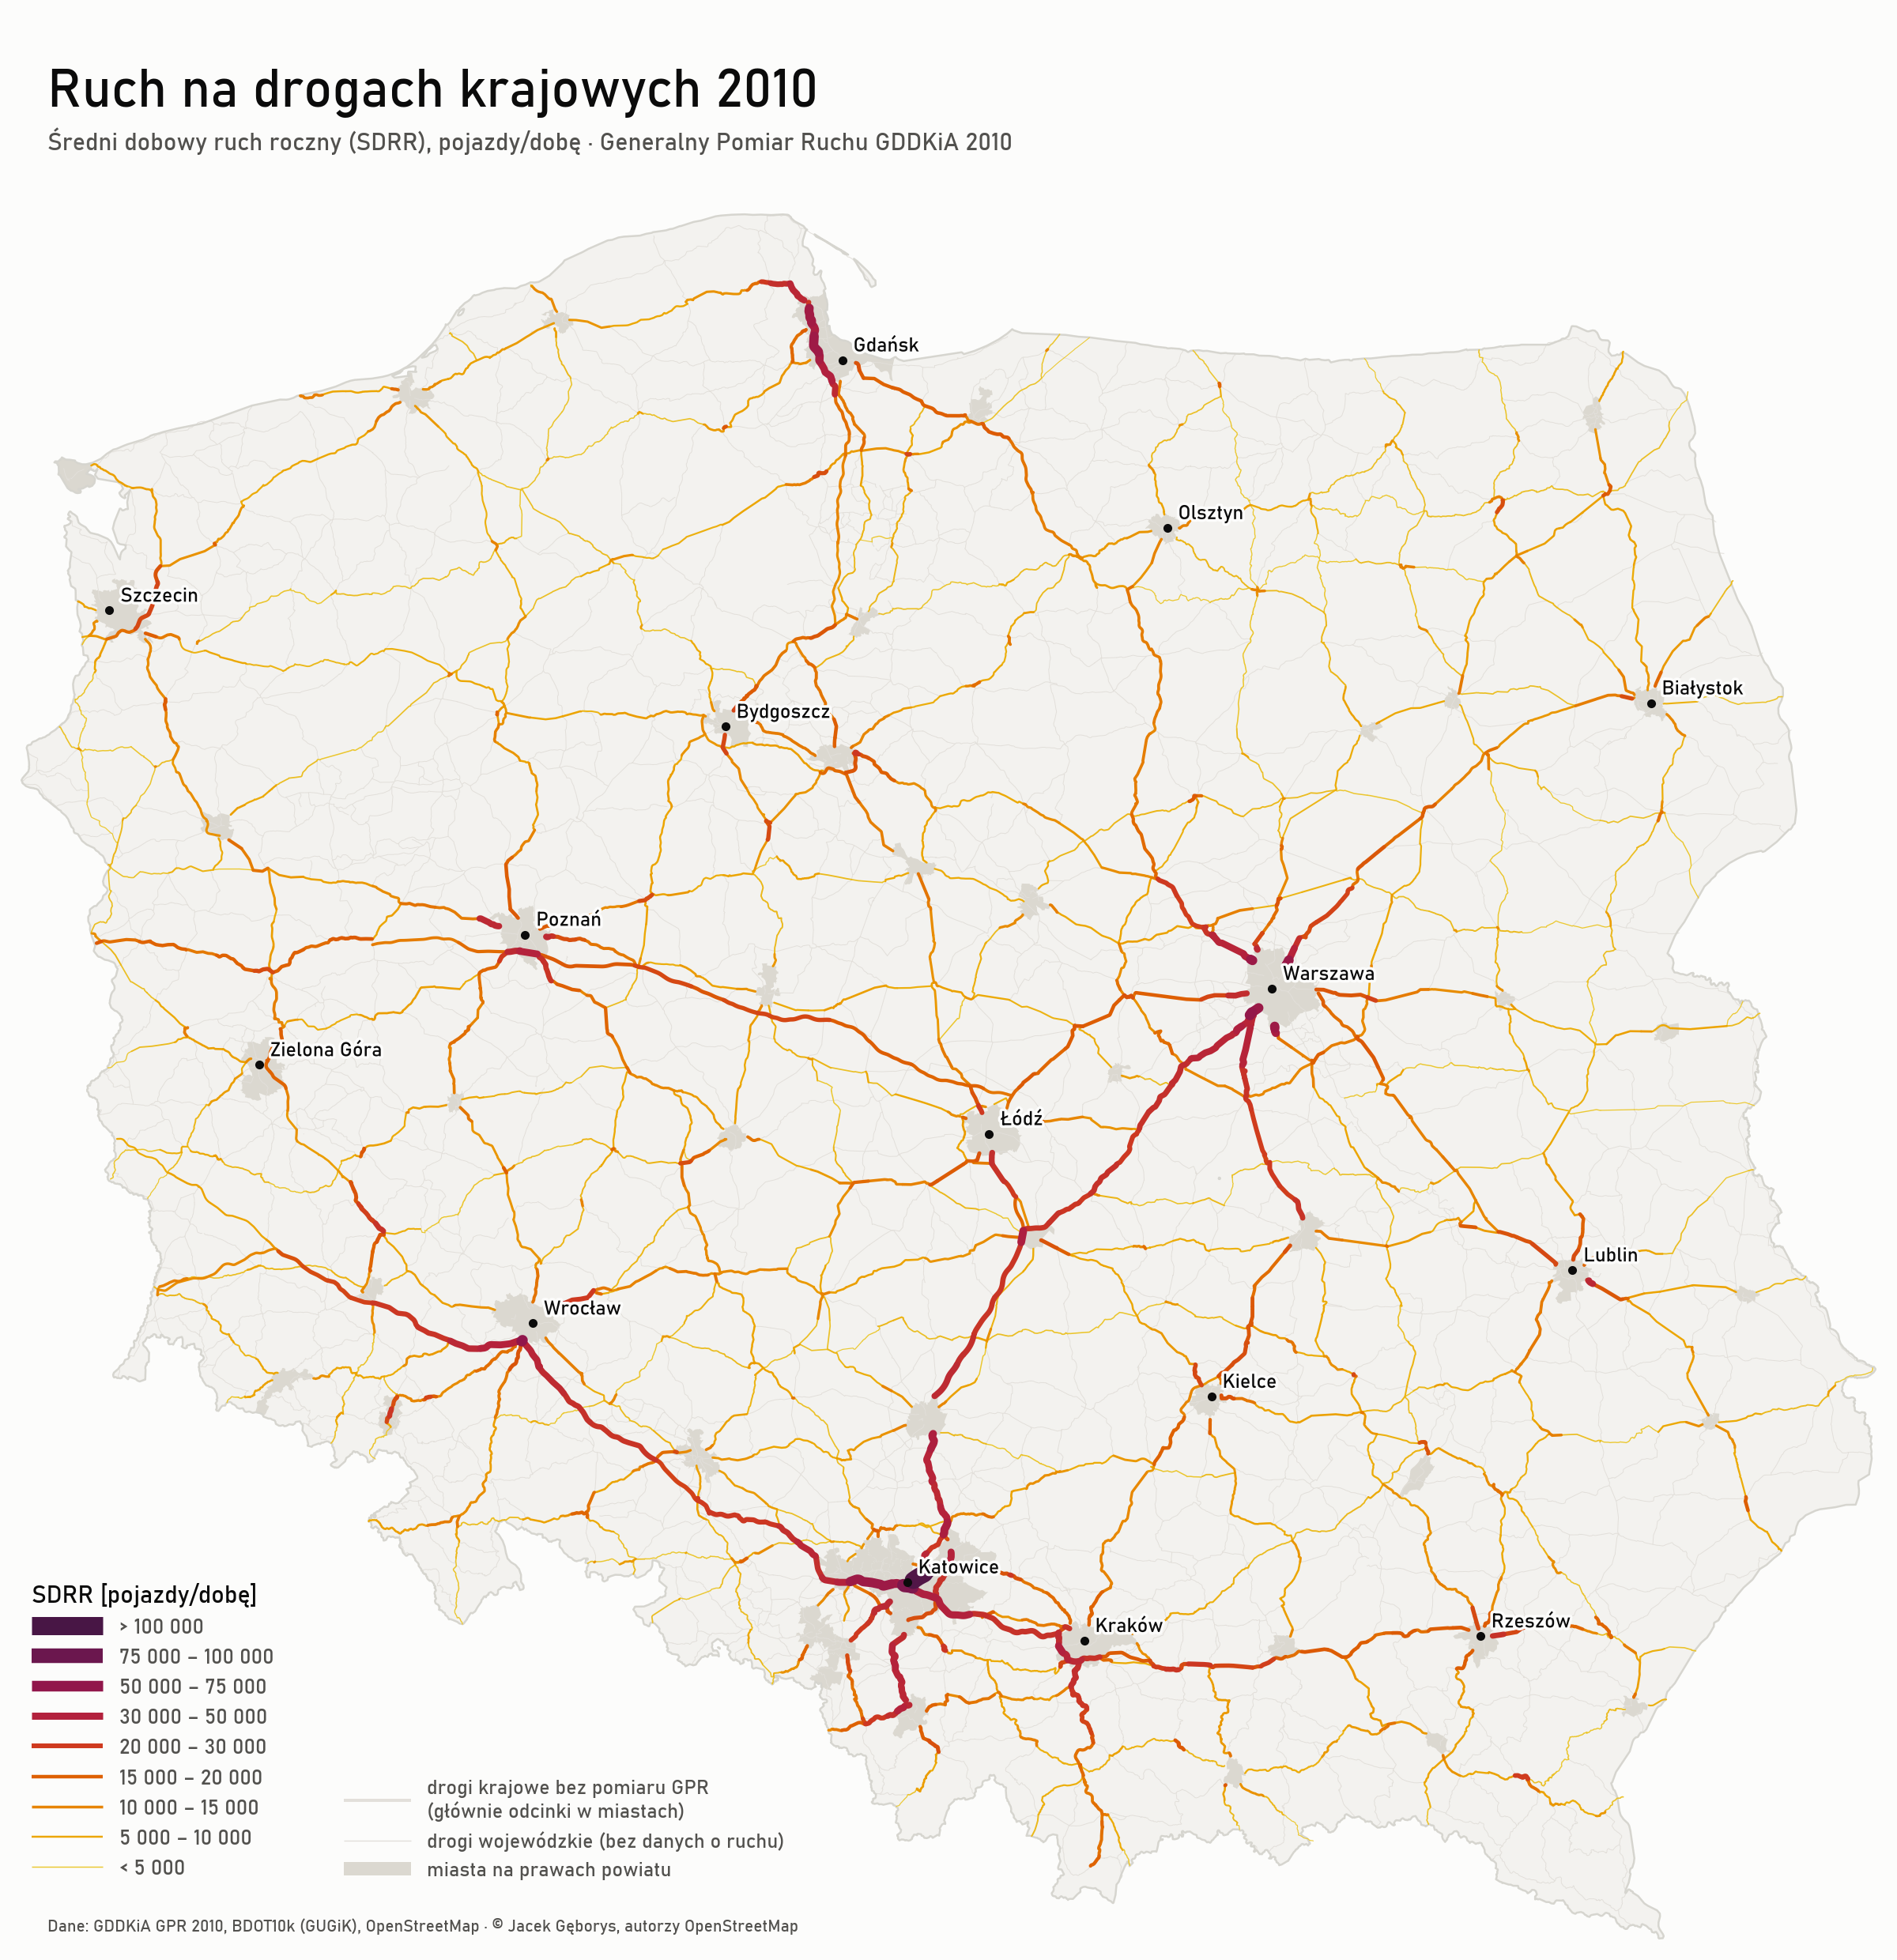 Ruch na drogach krajowych 2010
Średni dobowy ruch roczny (SDRR), pojazdy/dobę · Generalny Pomiar Ruchu GDDKiA 2010
Gdańsk
Olsztyn
Szczecin
Białystok
Bydgoszcz
Poznań
Warszawa
Zielona Góra
Łódź
Lublin
Wrocław
Kielce
Katowice
Kraków
Rzeszów
SDRR [pojazdy/dobę]
> 100 000
75 000 – 100 000
50 000 – 75 000
30 000 – 50 000
20 000 – 30 000
15 000 – 20 000
10 000 – 15 000
5 000 – 10 000
< 5 000
drogi krajowe bez pomiaru GPR
(głównie odcinki w miastach)
drogi wojewódzkie (bez danych o ruchu)
miasta na prawach powiatu
Dane: GDDKiA GPR 2010, BDOT10k (GUGiK), OpenStreetMap · © Jacek Gęborys, autorzy OpenStreetMap